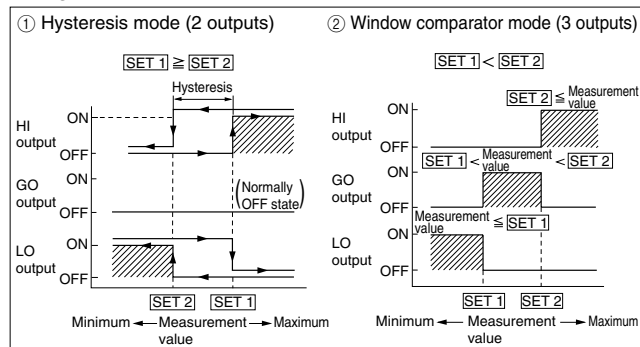 ① Hysteresis mode (2 outputs)
SET 1 ≧ SET 2
Hysteresis
HI output
ON
OFF
GO output
ON
OFF
(Normally OFF state)
LO output
ON
OFF
SET 2
SET 1
Minimum ← Measurement value → Maximum
② Window comparator mode (3 outputs)
SET 1 < SET 2
SET 2 ≦ Measurement value
HI output
ON
OFF
SET 1 < Measurement value < SET 2
GO output
ON
OFF
Measurement value ≦ SET 1
LO output
ON
OFF
SET 1
SET 2
Minimum ← Measurement value → Maximum